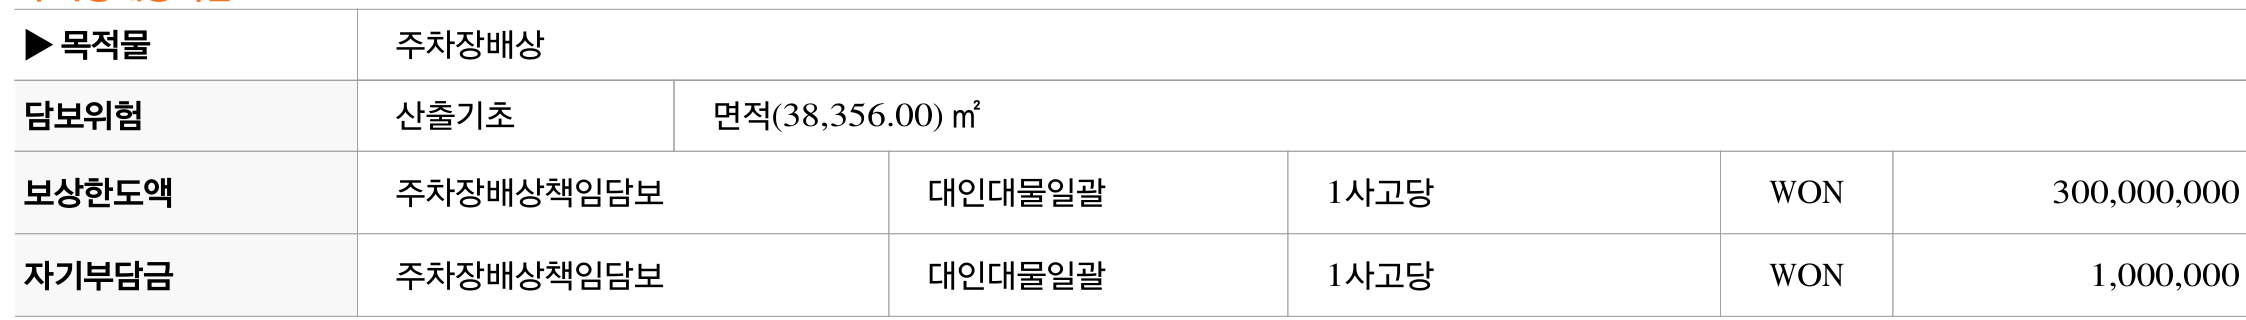 ▶ 목적물 주차장배상
담보위험 산출기초 면적(38,356.00) ㎡
보상한도액 주차장배상책임담보 대인대물일괄 1사고당 WON 300,000,000
자기부담금 주차장배상책임담보 대인대물일괄 1사고당 WON 1,000,000